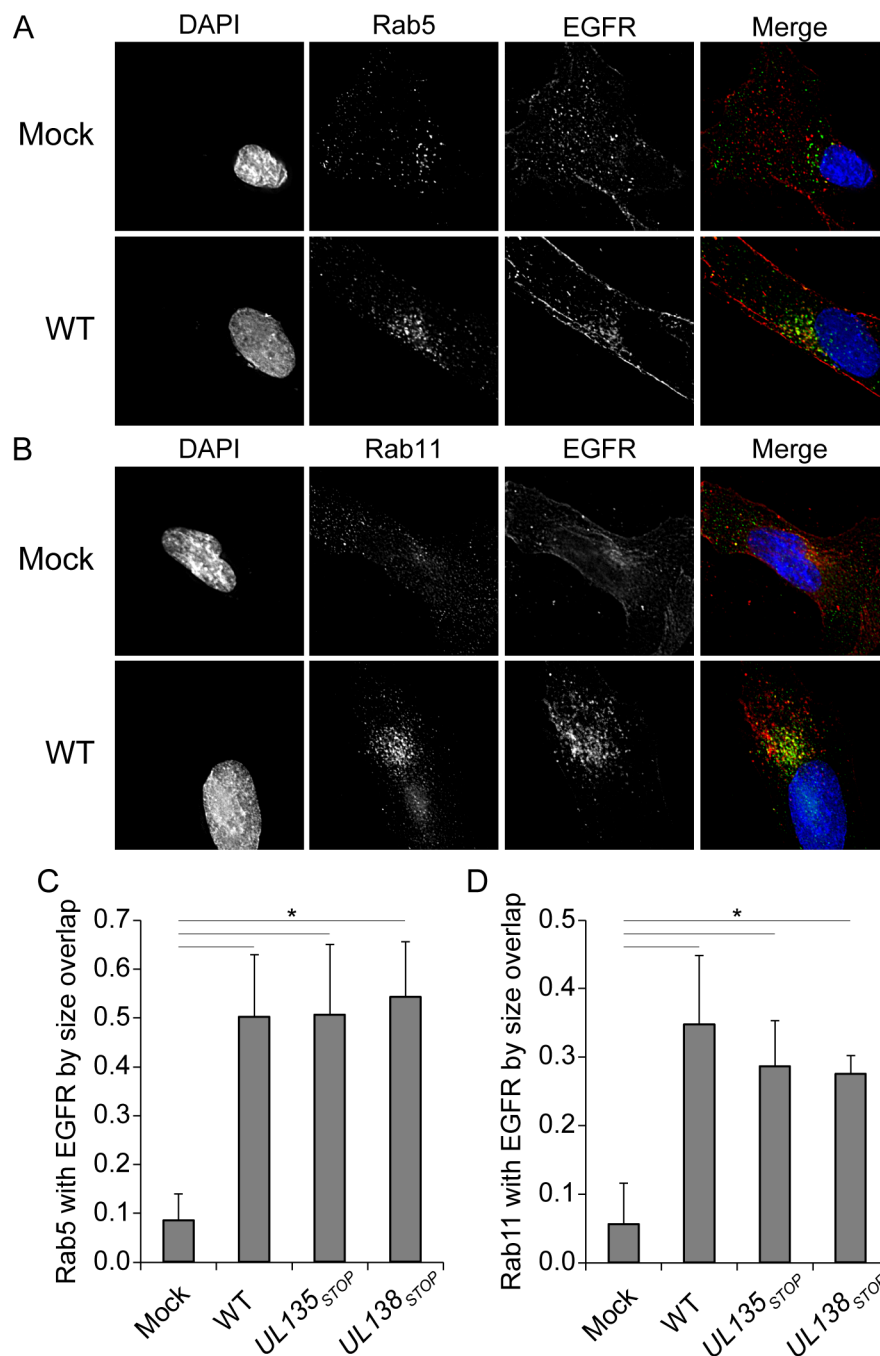 A
DAPI Rab5 EGFR Merge
Mock
WT
B
DAPI Rab11 EGFR Merge
Mock
WT
C
Rab5 with EGFR by size overlap
0.7
0.6
0.5
0.4
0.3
0.2
0.1
0.0
*
Mock WT UL135STOP UL138STOP
D
Rab11 with EGFR by size overlap
0.5
0.4
0.3
0.2
0.1
0.0
*
Mock WT UL135STOP UL138STOP